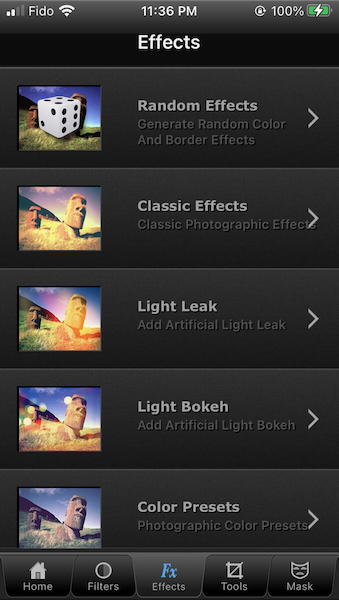 Fido 11:36 PM 100%
Effects
Random Effects
Generate Random Color
And Border Effects
Classic Effects
Classic Photographic Effects
Light Leak
Add Artificial Light Leak
Light Bokeh
Add Artificial Light Bokeh
Color Presets
Photographic Color Presets
Fx
Home Filters Effects Tools Mask